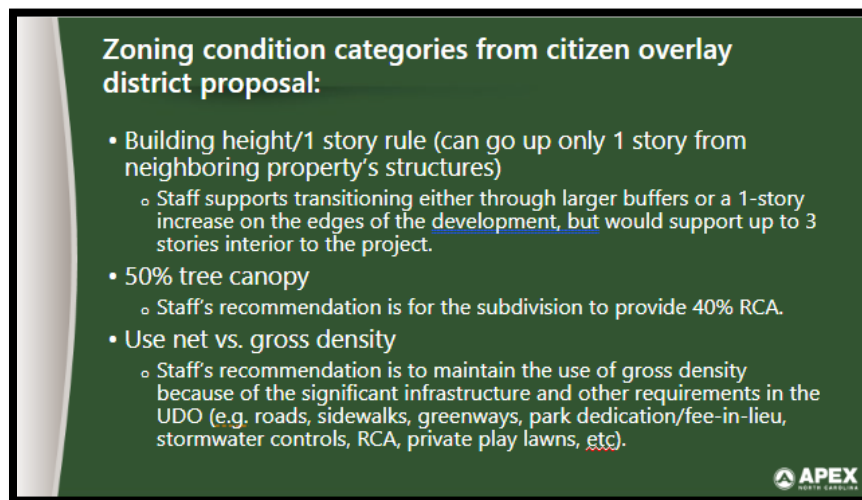 Zoning condition categories from citizen overlay
district proposal:
• Building height/1 story rule (can go up only 1 story from
neighboring property's structures)
o Staff supports transitioning either through larger buffers or a 1-story
increase on the edges of the development, but would support up to 3
stories interior to the project.
• 50% tree canopy
o Staff's recommendation is for the subdivision to provide 40% RCA.
• Use net vs. gross density
o Staff's recommendation is to maintain the use of gross density
because of the significant infrastructure and other requirements in the
UDO (e.g. roads, sidewalks, greenways, park dedication/fee-in-lieu,
stormwater controls, RCA, private play lawns, etc).
APEX
NORTH CAROLINA